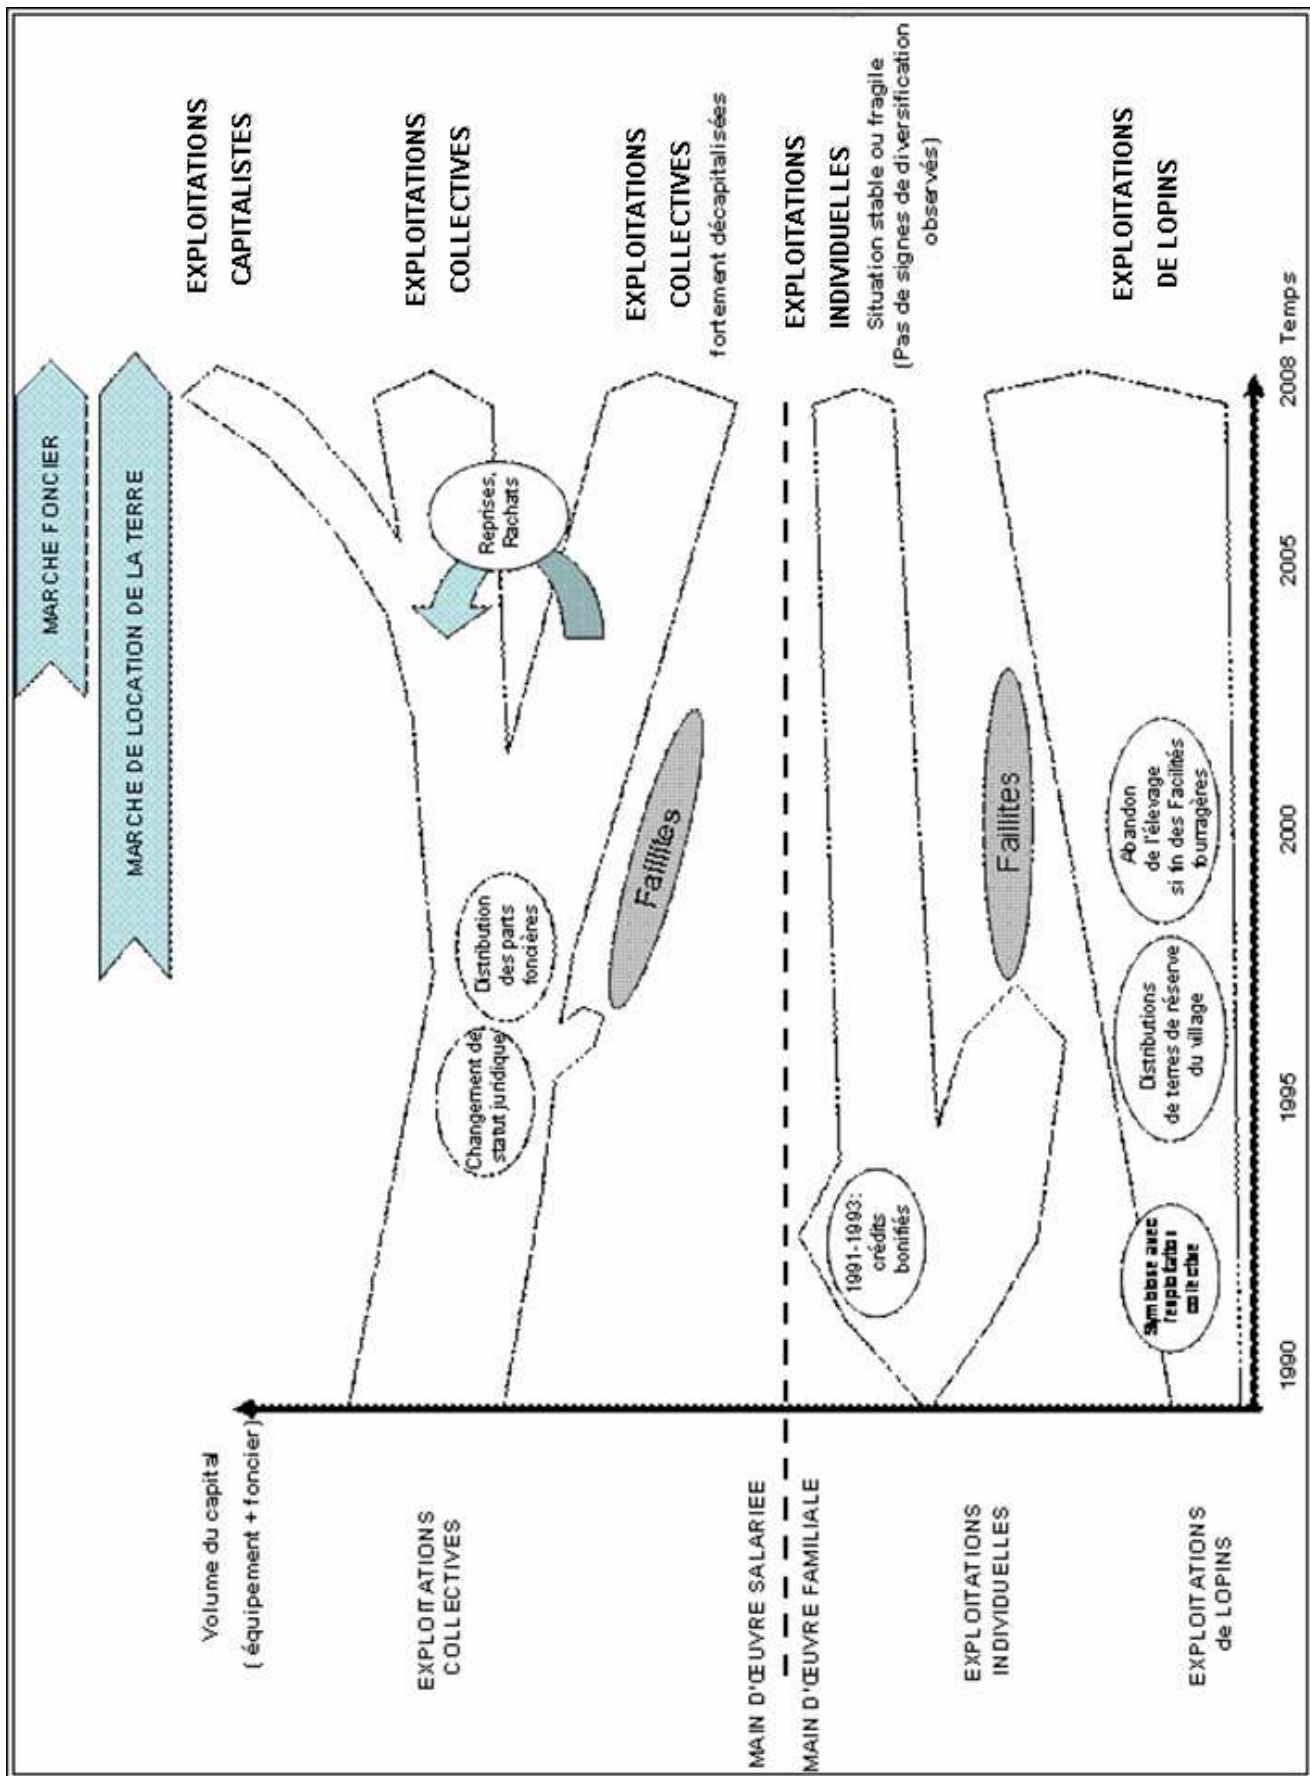 MARCHE FONCIER
MARCHE DE LOCATION DE LA TERRE
Volume du capital
(équipement + foncier)
EXPLOITATIONS
COLLECTIVES
MAIN D'ŒUVRE SALARIEE
MAIN D'ŒUVRE FAMILIALE
EXPLOITATIONS
INDIVIDUELLES
EXPLOITATIONS
de LOPINS
Changement de
statut juridique
Distribution
des parts
foncières
Reprises,
Rachats
Faillites
1991-1993:
crédits
bonifiés
Faillites
Symbiose avec
l'exploitation
collective
Distributions
de terres de réserve
du village
Abandon
de l'élevage
si fin des Facilités
fourragères
EXPLOITATIONS
CAPITALISTES
EXPLOITATIONS
COLLECTIVES
EXPLOITATIONS
COLLECTIVES
fortement décapitalisées
EXPLOITATIONS
INDIVIDUELLES
Situation stable ou fragile
(Pas de signes de diversification
observés)
EXPLOITATIONS
DE LOPINS
1990
1995
2000
2005
2008 Temps